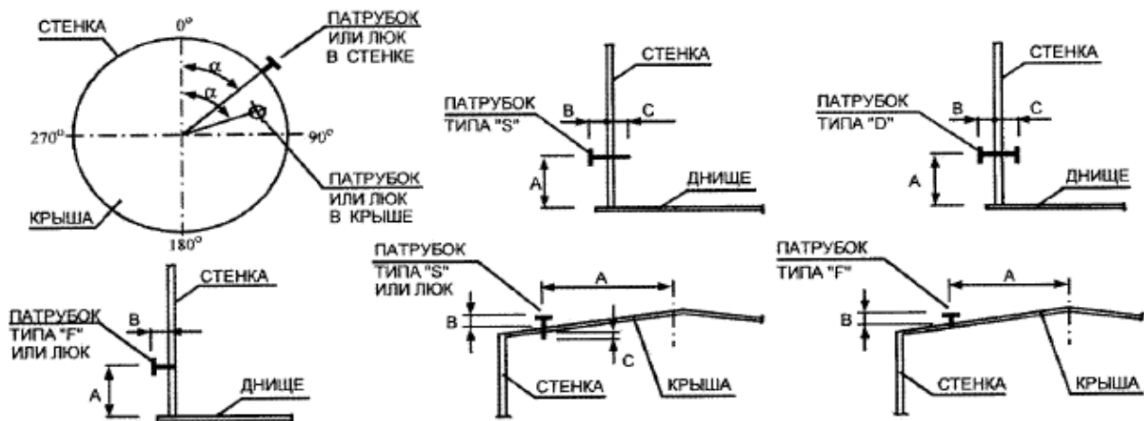 СТЕНКА
0°
ПАТРУБОК
ИЛИ ЛЮК
В СТЕНКЕ
α
α
270°
90°
ПАТРУБОК
ИЛИ ЛЮК
В КРЫШЕ
КРЫША
180°
СТЕНКА
ПАТРУБОК
ТИПА "S"
B
C
A
ДНИЩЕ
СТЕНКА
ПАТРУБОК
ТИПА "D"
B
C
A
ДНИЩЕ
СТЕНКА
ПАТРУБОК
ТИПА "F"
ИЛИ ЛЮК
B
A
ДНИЩЕ
ПАТРУБОК
ТИПА "S"
ИЛИ ЛЮК
A
B
C
СТЕНКА
КРЫША
ПАТРУБОК
ТИПА "F"
A
B
СТЕНКА
КРЫША